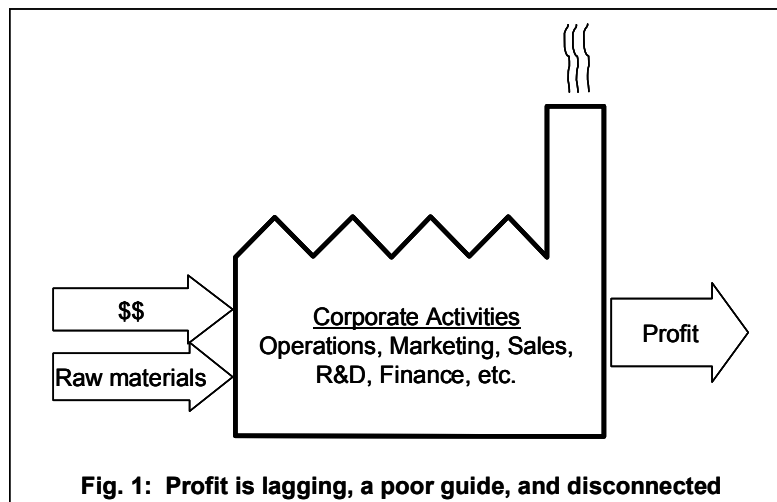 $$
Raw materials
Corporate Activities
Operations, Marketing, Sales,
R&D, Finance, etc.
Profit
Fig. 1:  Profit is lagging, a poor guide, and disconnected